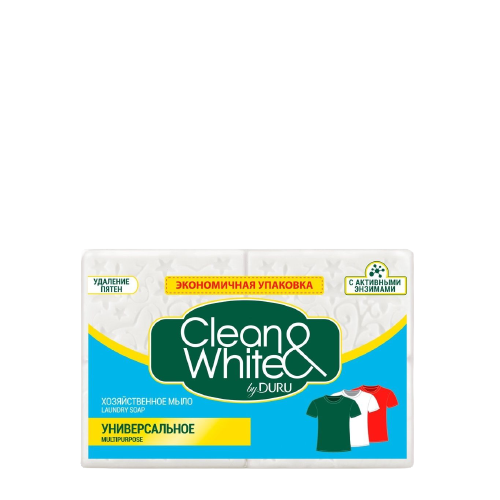 УДАЛЕНИЕ
ПЯТЕН
ЭКОНОМИЧНАЯ УПАКОВКА
С АКТИВНЫМИ
ЭНЗИМАМИ
Clean &
White
by DURU
ХОЗЯЙСТВЕННОЕ МЫЛО
LAUNDRY SOAP
УНИВЕРСАЛЬНОЕ
MULTIPURPOSE